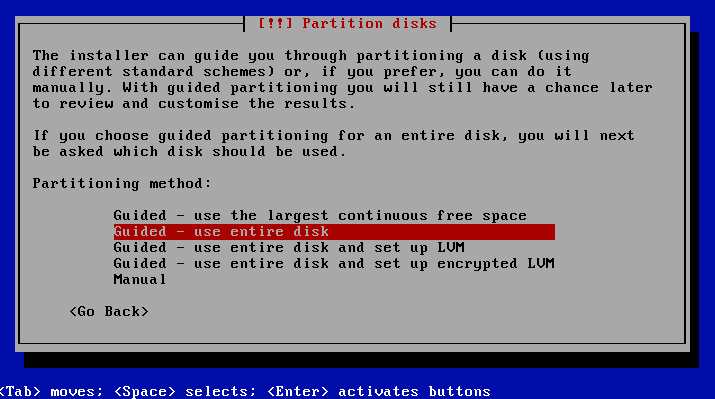 [!!] Partition disks
The installer can guide you through partitioning a disk (using
different standard schemes) or, if you prefer, you can do it
manually. With guided partitioning you will still have a chance later
to review and customise the results.
If you choose guided partitioning for an entire disk, you will next
be asked which disk should be used.
Partitioning method:
Guided - use the largest continuous free space
Guided - use entire disk
Guided - use entire disk and set up LVM
Guided - use entire disk and set up encrypted LVM
Manual
<Go Back>
<Tab> moves; <Space> selects; <Enter> activates buttons